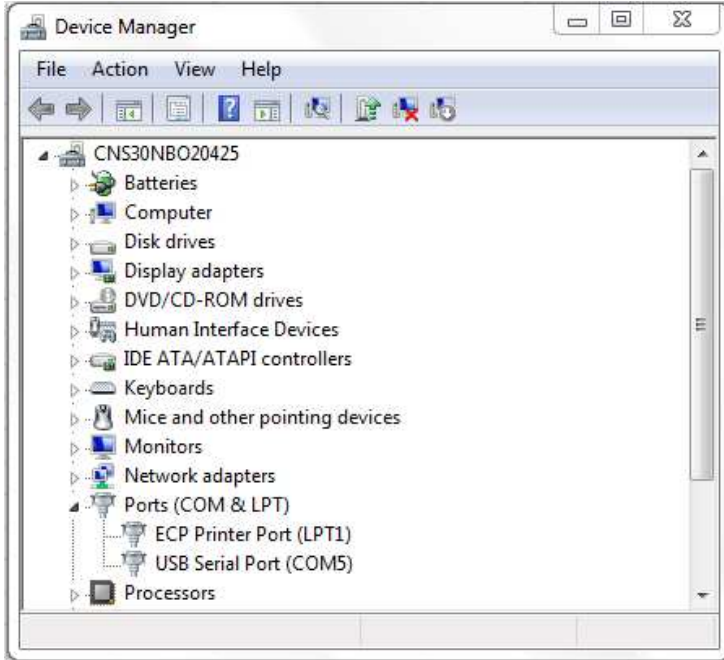 Device Manager
File Action View Help
CNS30NBO20425
Batteries
Computer
Disk drives
Display adapters
DVD/CD-ROM drives
Human Interface Devices
IDE ATA/ATAPI controllers
Keyboards
Mice and other pointing devices
Monitors
Network adapters
Ports (COM & LPT)
ECP Printer Port (LPT1)
USB Serial Port (COM5)
Processors